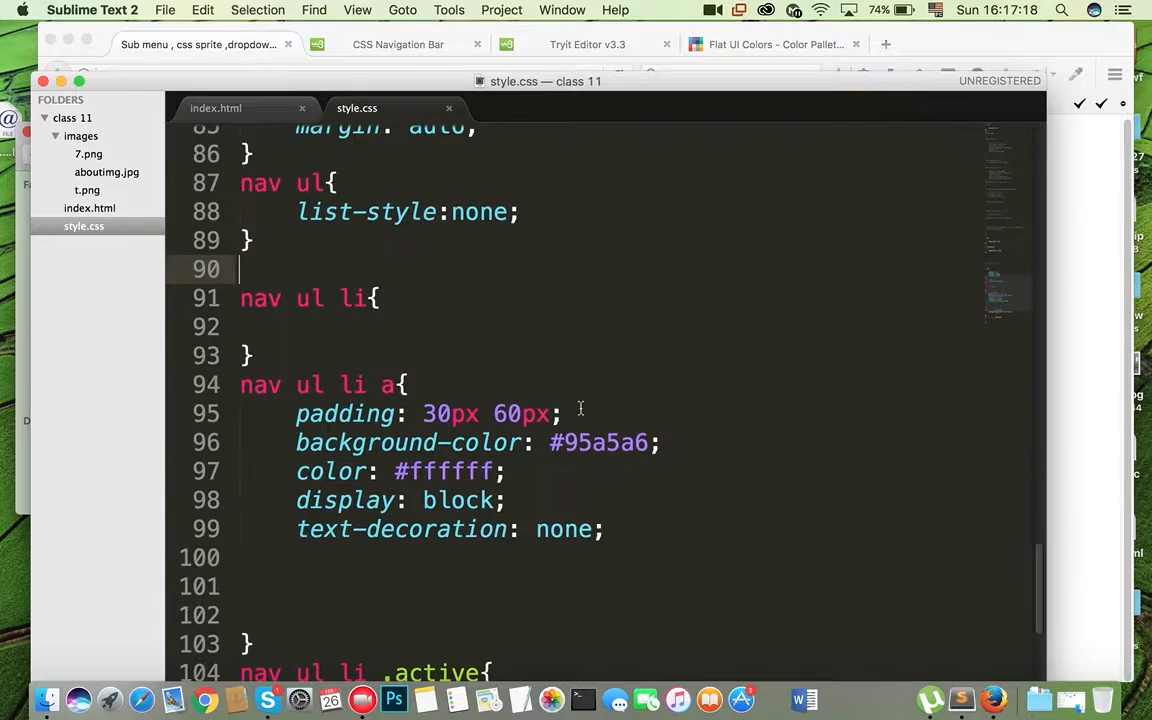 Sublime Text 2 File Edit Selection Find View Goto Tools Project Window Help 74% Sun 16:17:18
Sub menu , css sprite ,dropdow... CSS Navigation Bar Tryit Editor v3.3 Flat UI Colors - Color Pallet...
style.css — class 11 UNREGISTERED
FOLDERS
class 11
images
7.png
aboutimg.jpg
t.png
index.html
style.css
index.html style.css
85 margin: auto;
86 }
87 nav ul{
88 list-style:none;
89 }
90
91 nav ul li{
92
93 }
94 nav ul li a{
95 padding: 30px 60px;
96 background-color: #95a5a6;
97 color: #ffffff;
98 display: block;
99 text-decoration: none;
100
101
102
103 }
104 nav ul li .active{